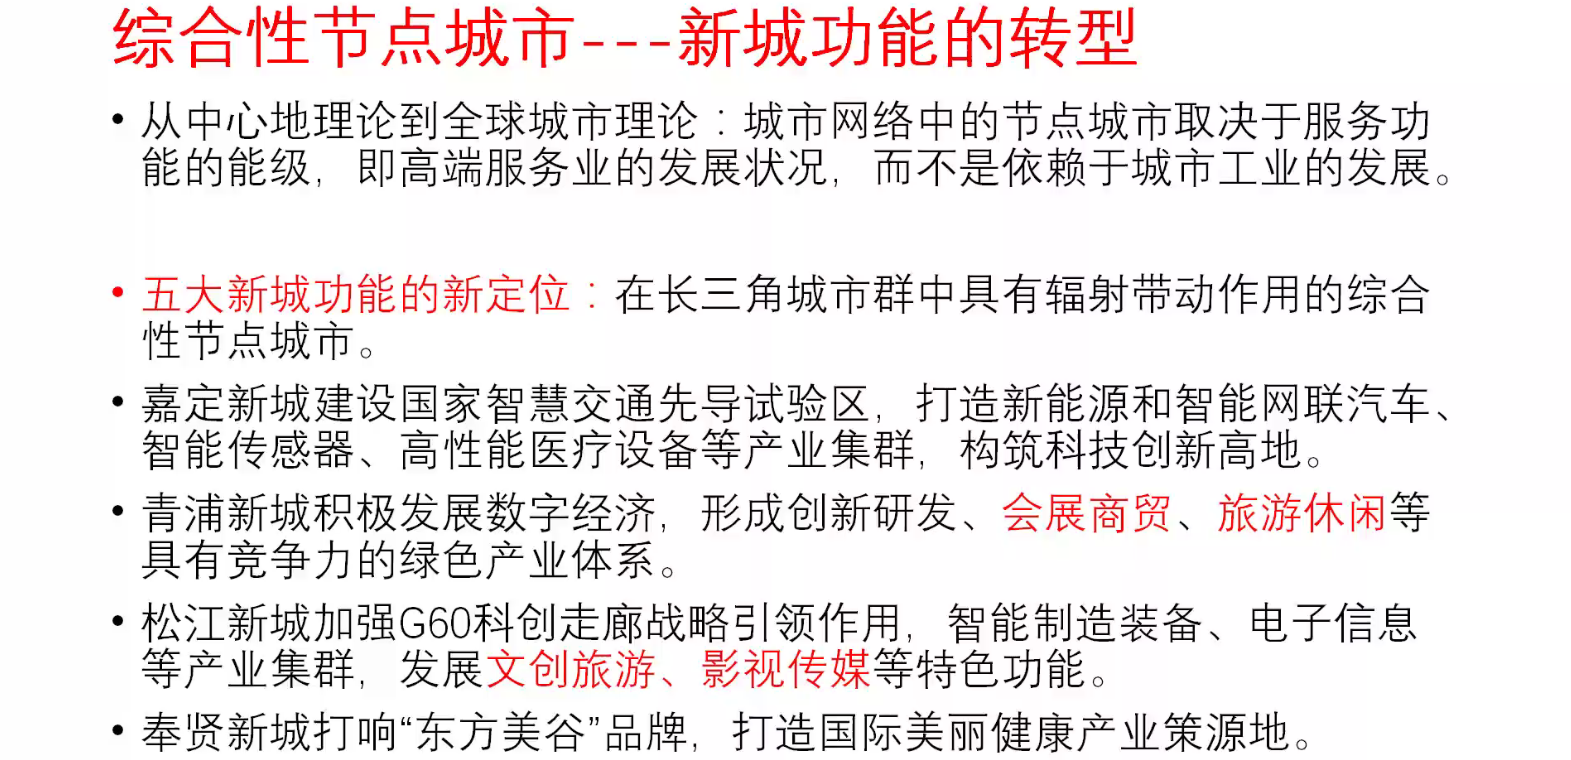 综合性节点城市---新城功能的转型
• 从中心地理论到全球城市理论：城市网络中的节点城市取决于服务功
能的能级，即高端服务业的发展状况，而不是依赖于城市工业的发展。
• 五大新城功能的新定位：在长三角城市群中具有辐射带动作用的综合
性节点城市。
• 嘉定新城建设国家智慧交通先导试验区，打造新能源和智能网联汽车、
智能传感器、高性能医疗设备等产业集群，构筑科技创新高地。
• 青浦新城积极发展数字经济，形成创新研发、会展商贸、旅游休闲等
具有竞争力的绿色产业体系。
• 松江新城加强G60科创走廊战略引领作用，智能制造装备、电子信息
等产业集群，发展文创旅游、影视传媒等特色功能。
• 奉贤新城打响“东方美谷”品牌，打造国际美丽健康产业策源地。